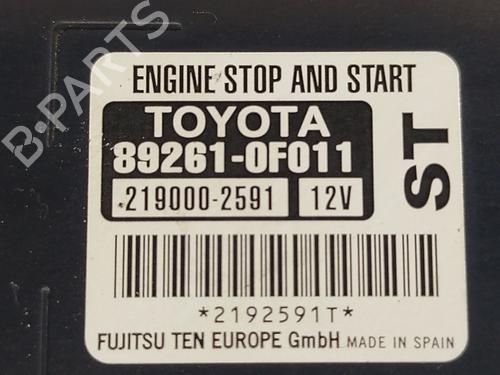 B-PARTS
ENGINE STOP AND START
TOYOTA
89261-0F011
219000-2591 12V
ST
*2192591T*
FUJITSU TEN EUROPE GmbH MADE IN SPAIN